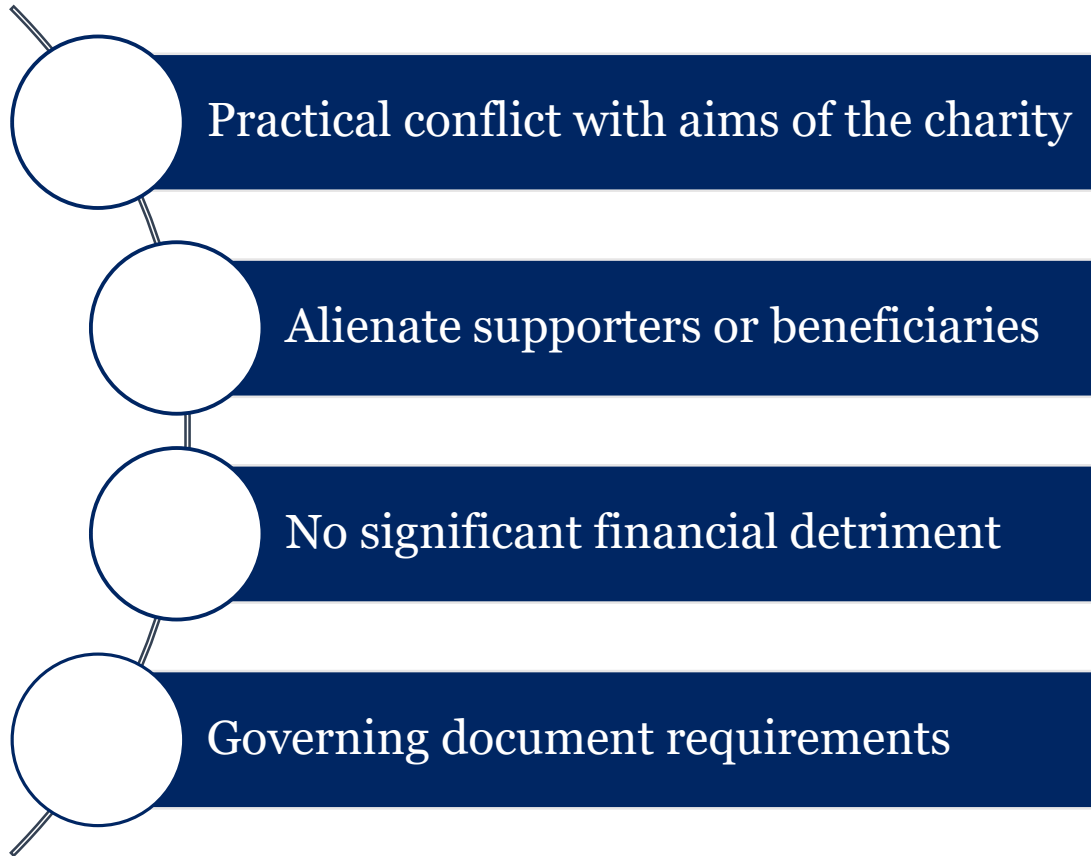 Practical conflict with aims of the charity
Alienate supporters or beneficiaries
No significant financial detriment
Governing document requirements